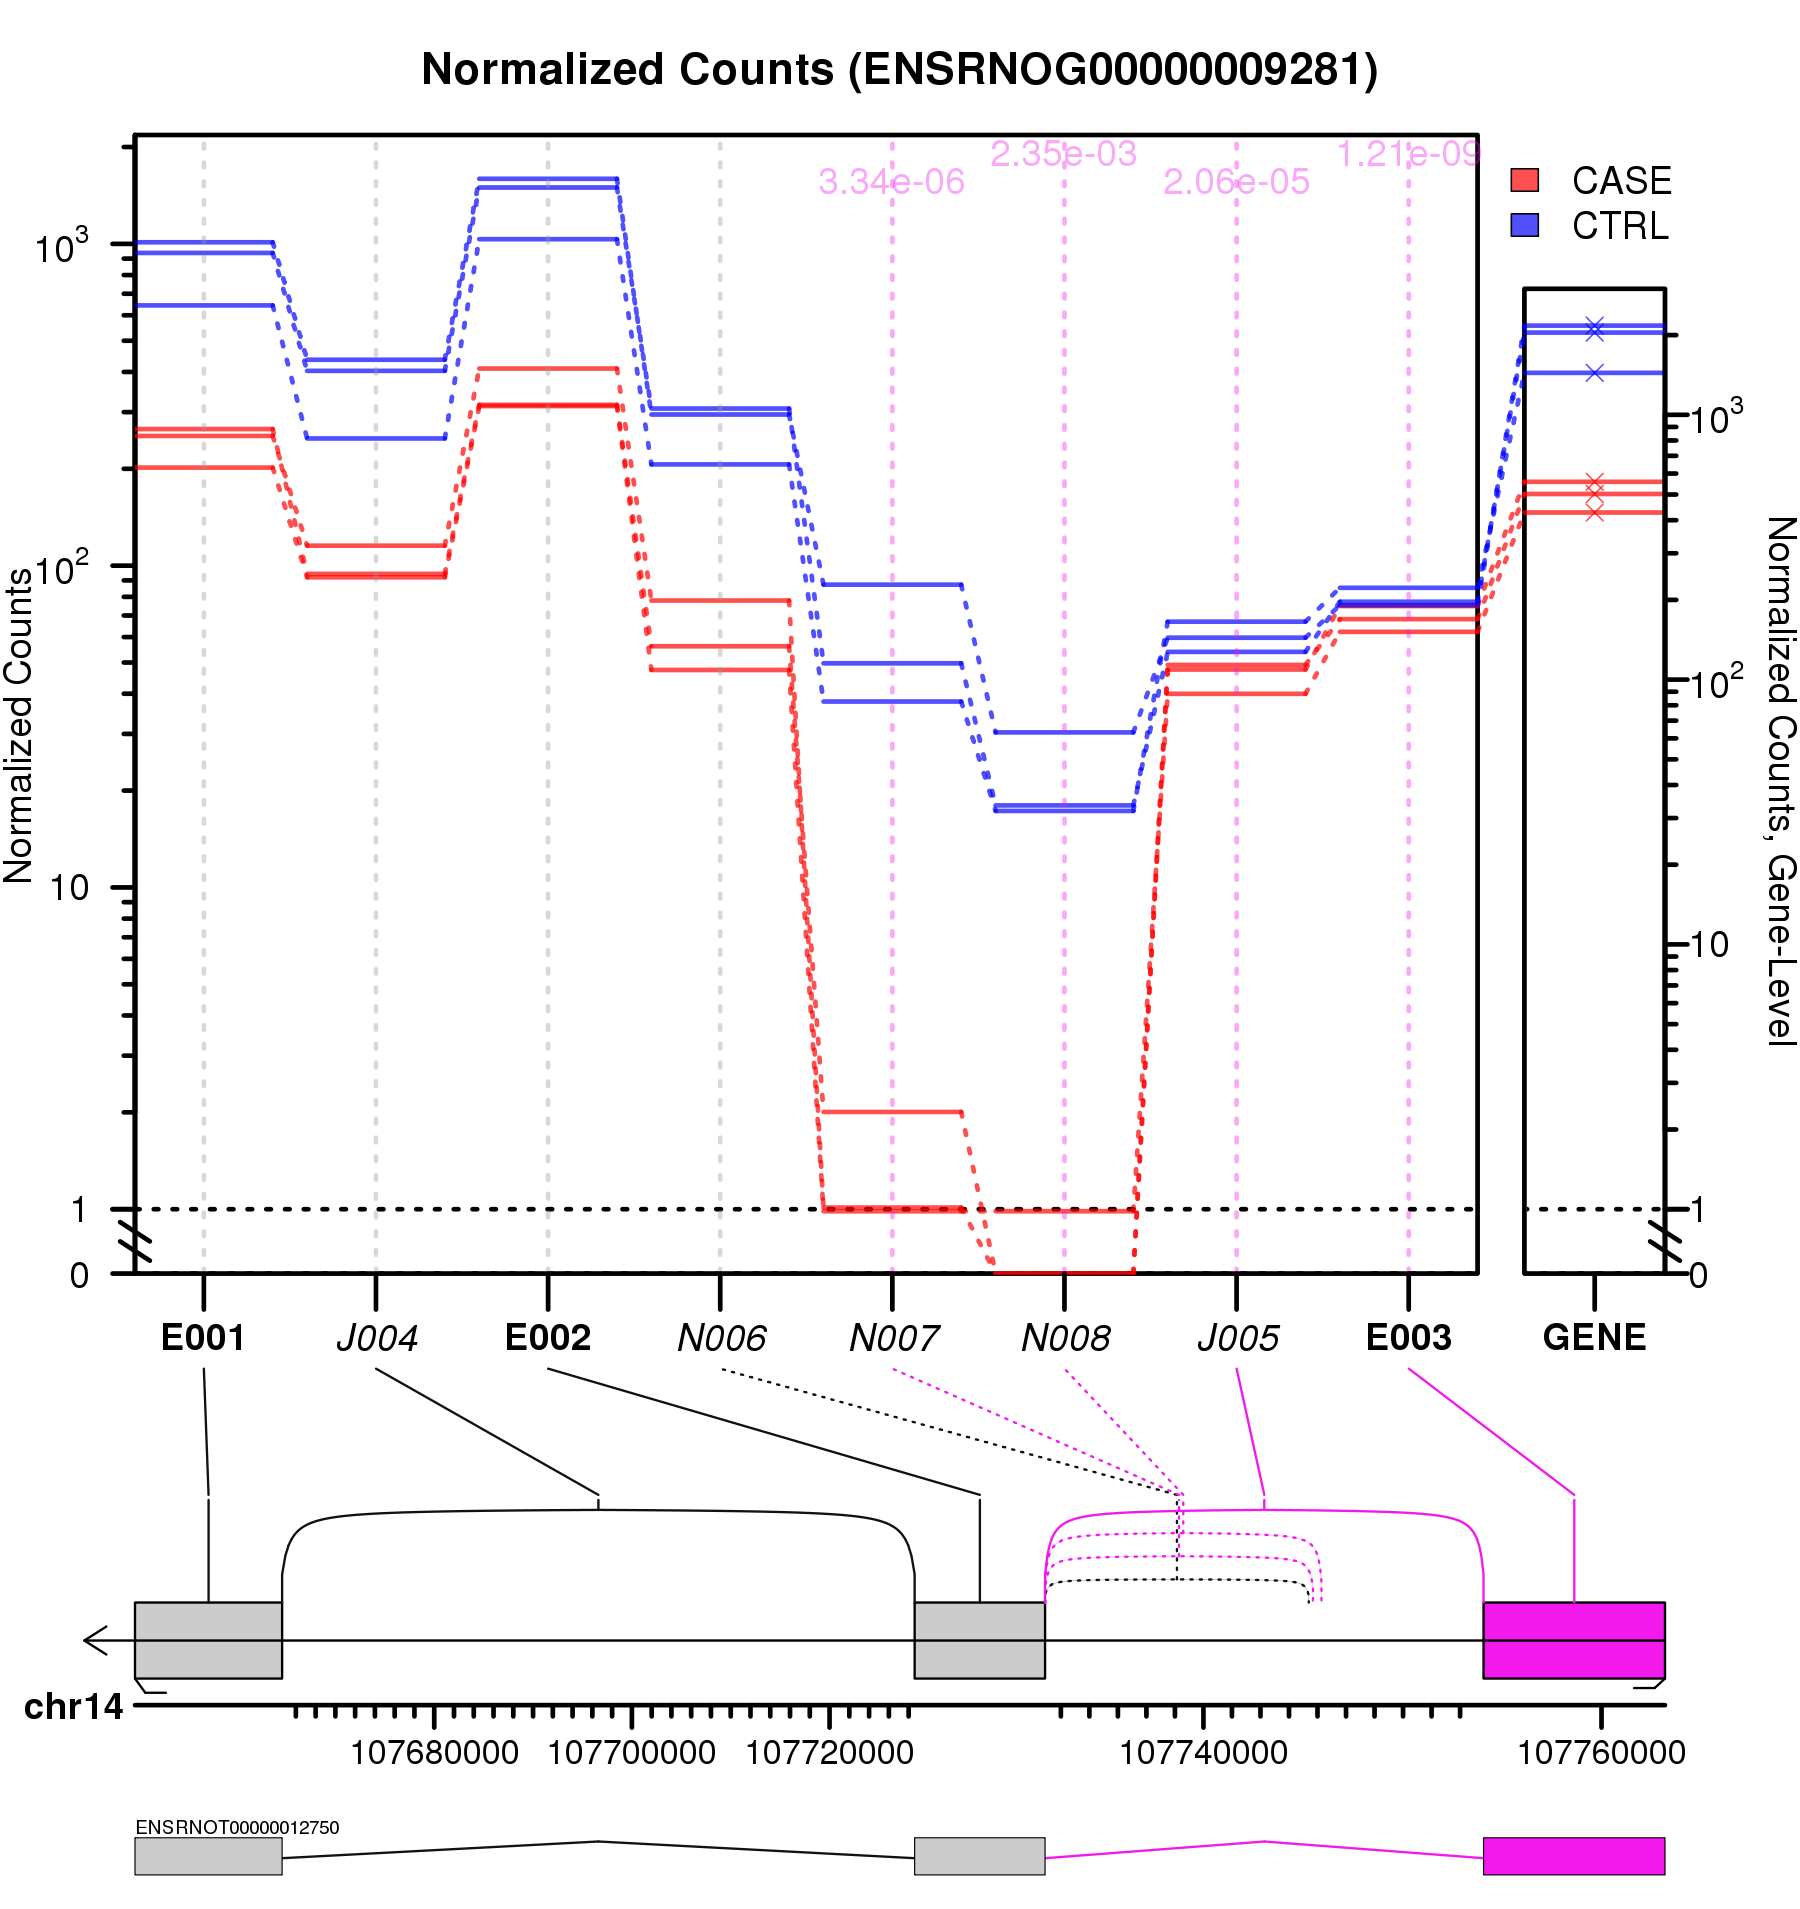 Normalized Counts (ENSRNOG00000009281)
2.35e-03 1.21e-09
3.34e-06 2.06e-05
CASE
CTRL
Normalized Counts
10³
10²
10
1
0
10³
10²
10
1
0
Normalized Counts, Gene-Level
E001 J004 E002 N006 N007 N008 J005 E003 GENE
chr14
107680000 107700000 107720000 107740000 107760000
ENSRNOT00000012750